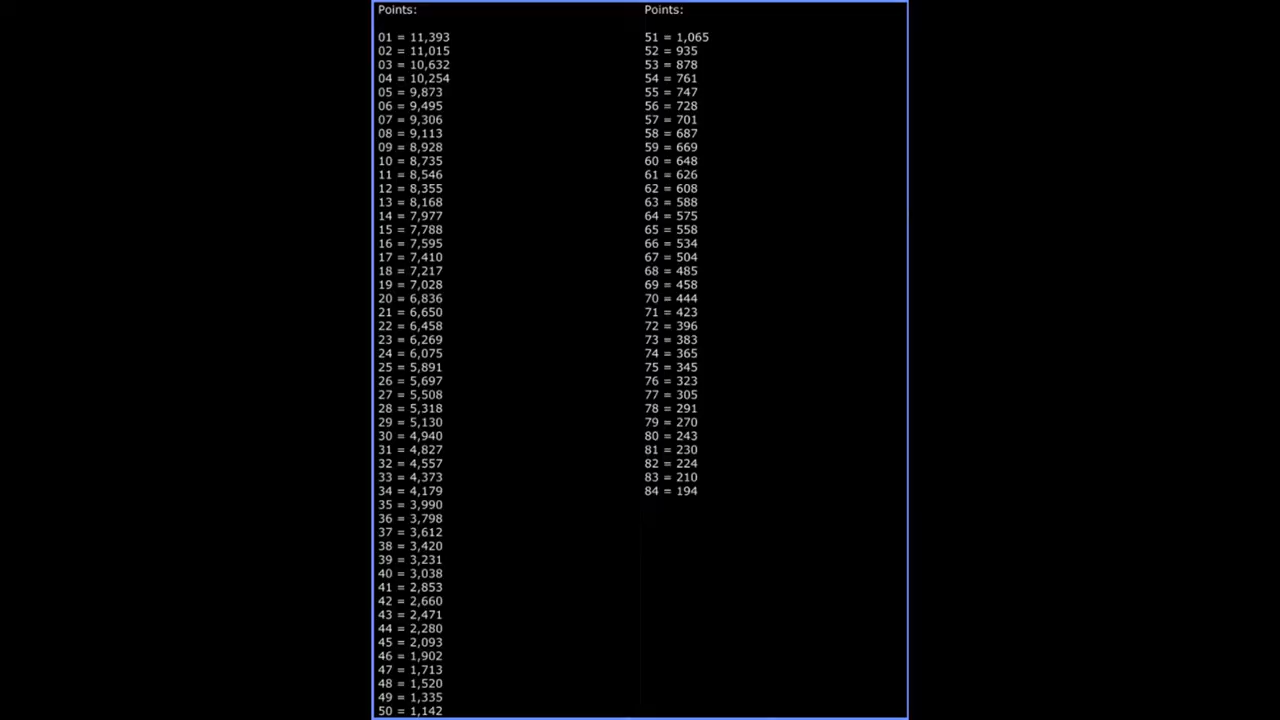 Points:
01 = 11,393
02 = 11,015
03 = 10,632
04 = 10,254
05 = 9,873
06 = 9,495
07 = 9,306
08 = 9,113
09 = 8,928
10 = 8,735
11 = 8,546
12 = 8,355
13 = 8,168
14 = 7,977
15 = 7,788
16 = 7,595
17 = 7,410
18 = 7,217
19 = 7,028
20 = 6,836
21 = 6,650
22 = 6,458
23 = 6,269
24 = 6,075
25 = 5,891
26 = 5,697
27 = 5,508
28 = 5,318
29 = 5,130
30 = 4,940
31 = 4,827
32 = 4,557
33 = 4,373
34 = 4,179
35 = 3,990
36 = 3,798
37 = 3,612
38 = 3,420
39 = 3,231
40 = 3,038
41 = 2,853
42 = 2,660
43 = 2,471
44 = 2,280
45 = 2,093
46 = 1,902
47 = 1,713
48 = 1,520
49 = 1,335
50 = 1,142
Points:
51 = 1,065
52 = 935
53 = 878
54 = 761
55 = 747
56 = 728
57 = 701
58 = 687
59 = 669
60 = 648
61 = 626
62 = 608
63 = 588
64 = 575
65 = 558
66 = 534
67 = 504
68 = 485
69 = 458
70 = 444
71 = 423
72 = 396
73 = 383
74 = 365
75 = 345
76 = 323
77 = 305
78 = 291
79 = 270
80 = 243
81 = 230
82 = 224
83 = 210
84 = 194